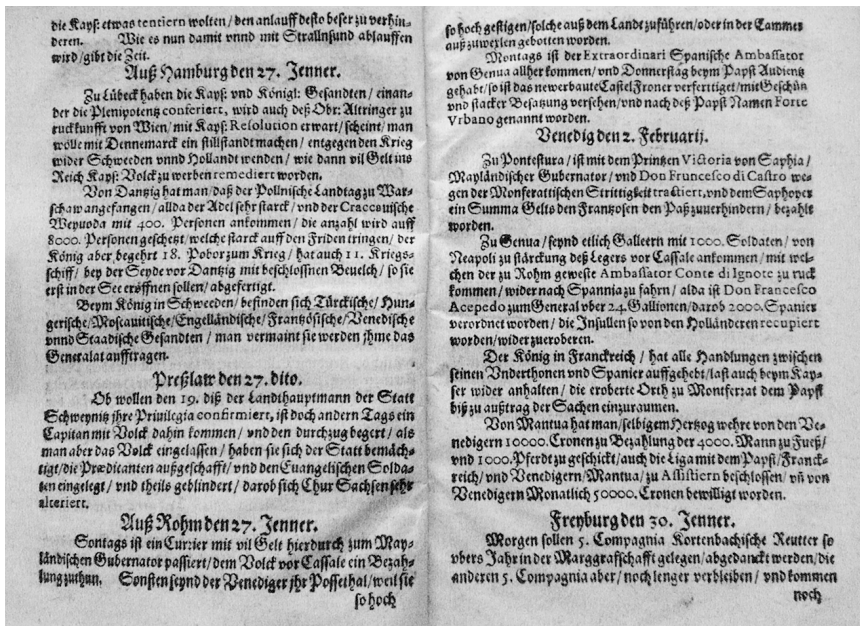 die Kays: etwas tentiern wolten / den anlauff desto beser zu verhin-
deren. Wie es nun damit vnnd mit Strallnsund ablauffen
wird / gibt die Zeit.
Auß Hamburg den 27. Jenner.
Zu Lübeck haben die Kays: vnd Königl: Gesandten / einan-
der die Plenipotentz conferiert, wird auch deß Obr: Altringer zu
ruckkunfft von Wien / mit Kays: Resolution erwart / scheint / man
wölle mit Dennemarck ein stillstandt machen / entgegen den Krieg
wider Schweeden vnnd Hollandt wenden / wie dann vil Gelt ins
Reich Kays: Volck zu werben remediert worden.
Von Dantzig hat man / daß der Pollnische Landtag zu War-
schaw angefangen / allda der Adel sehr starck / vnd der Craccouische
Weyuoda mit 400. Personen ankommen / die anzahl wird auff
8000. Personen geschetzt / welche starck auff den Friden tringen / der
König aber begehrt 18. Pobor zum Krieg / hat auch 11. Kriegs-
schiff / bey der Seyde vor Dantzig mit beschlossnen Beuelch / so sie
erst in der See eröffnen sollen / abgefertigt.
Beym König in Schweeden / befinden sich Türckische / Hun-
gerische / Moscauitische / Engelländische / Frantzösische / Venedische
vnnd Staadische Gesandten / man vermaint sie werden jhme das
Generalat aufftragen.
Preßlaw den 27. dito.
Ob wollen den 19. diß der Landthauptmann der Statt
Schweynitz jhre Priuilegia confirmiert, ist doch andern Tags ein
Capitan mit Volck dahin kommen / vnd den durchzug begert / als
man aber das Volck eingelassen / haben sie sich der Statt bemäch-
tigt / die Prædicanten außgeschafft / vnd den Euangelischen Solda-
ten eingelegt / vnd theils geblindert / darob sich Chur Sachsen sehr
alteriert.
Auß Rohm den 27. Jenner.
Sontags ist ein Currier mit vil Gelt hierdurch zum May-
ländischen Gubernator passiert / dem Volck vor Cassale ein Bezah-
lung zuthun. Sonsten seynd der Venediger jhr Posset hal / weil sie
so hoch
so hoch gestigen / solche auß dem Landt zuführen / oder in der Cammer
auß zuwexlen gebotten worden.
Montags ist der Extraordinari Spanische Ambassator
von Genua allher kommen / vnd Donnerstag beym Papst Audientz
gehabt / so ist das newerbaute Castel Froner verfertiget / mit Geschütz
vnd stacker Besatzung versehen / vnd nach deß Papst Namen Forte
Vrbano genannt worden.
Venedig den 2. Februarij.
Zu Pontestura / ist mit dem Printzen Victoria von Saphia /
Mayländischer Gubernator / vnd Don Fruncesco di Castro we-
gen der Monferattischen Strittigkeit tractiert, vnd dem Saphoyer
ein Summa Gelts den Frantzosen den Paß zuuerhindern / bezahlt
worden.
Zu Genua / seynd etlich Galleern mit 1000. Soldaten / von
Neapoli zu stärckung deß Legers vor Cassale ankommen / mit wel-
chen der zu Rohm geweste Ambassator Conte di Ignote zu ruck
kommen / wider nach Spannia zu fahrn / alda ist Don Francesco
Acepedo zum General vber 24. Gallionen / darob 2000. Spanier
verordnet worden / die Insullen so von den Holländeren recupiert
worden / wider zueroberen.
Der König in Franckreich / hat alle Handlungen zwischen
seinen Vnderthonen vnd Spanier auffgehebt / last auch beym Kay-
ser wider anhalten / die eroberte Orth zu Montferrat dem Papst
biß zu außtrag der Sachen einzuraumen.
Von Mantua hat man / selbigem Hertzog wehre von den Ve-
nedigern 10000. Cronen zu Bezahlung der 4000. Mann zu Fueß /
vnd 1000. Pferdt zu geschickt / auch die Liga mit dem Papst / Franck-
reich / vnd Venedigern / Mantua / zu Assistiern beschlossen / vn̄ von
Venedigern Monatlich 50000. Cronen bewilligt worden.
Freyburg den 30. Jenner.
Morgen sollen 5. Compagnia Kortenbachische Reutter so
vbers Jahr in der Marggrafschafft gelegen / abgedanckt werden / die
anderen 5. Compagnia aber / noch lenger verbleiben / vnd kommen
noch